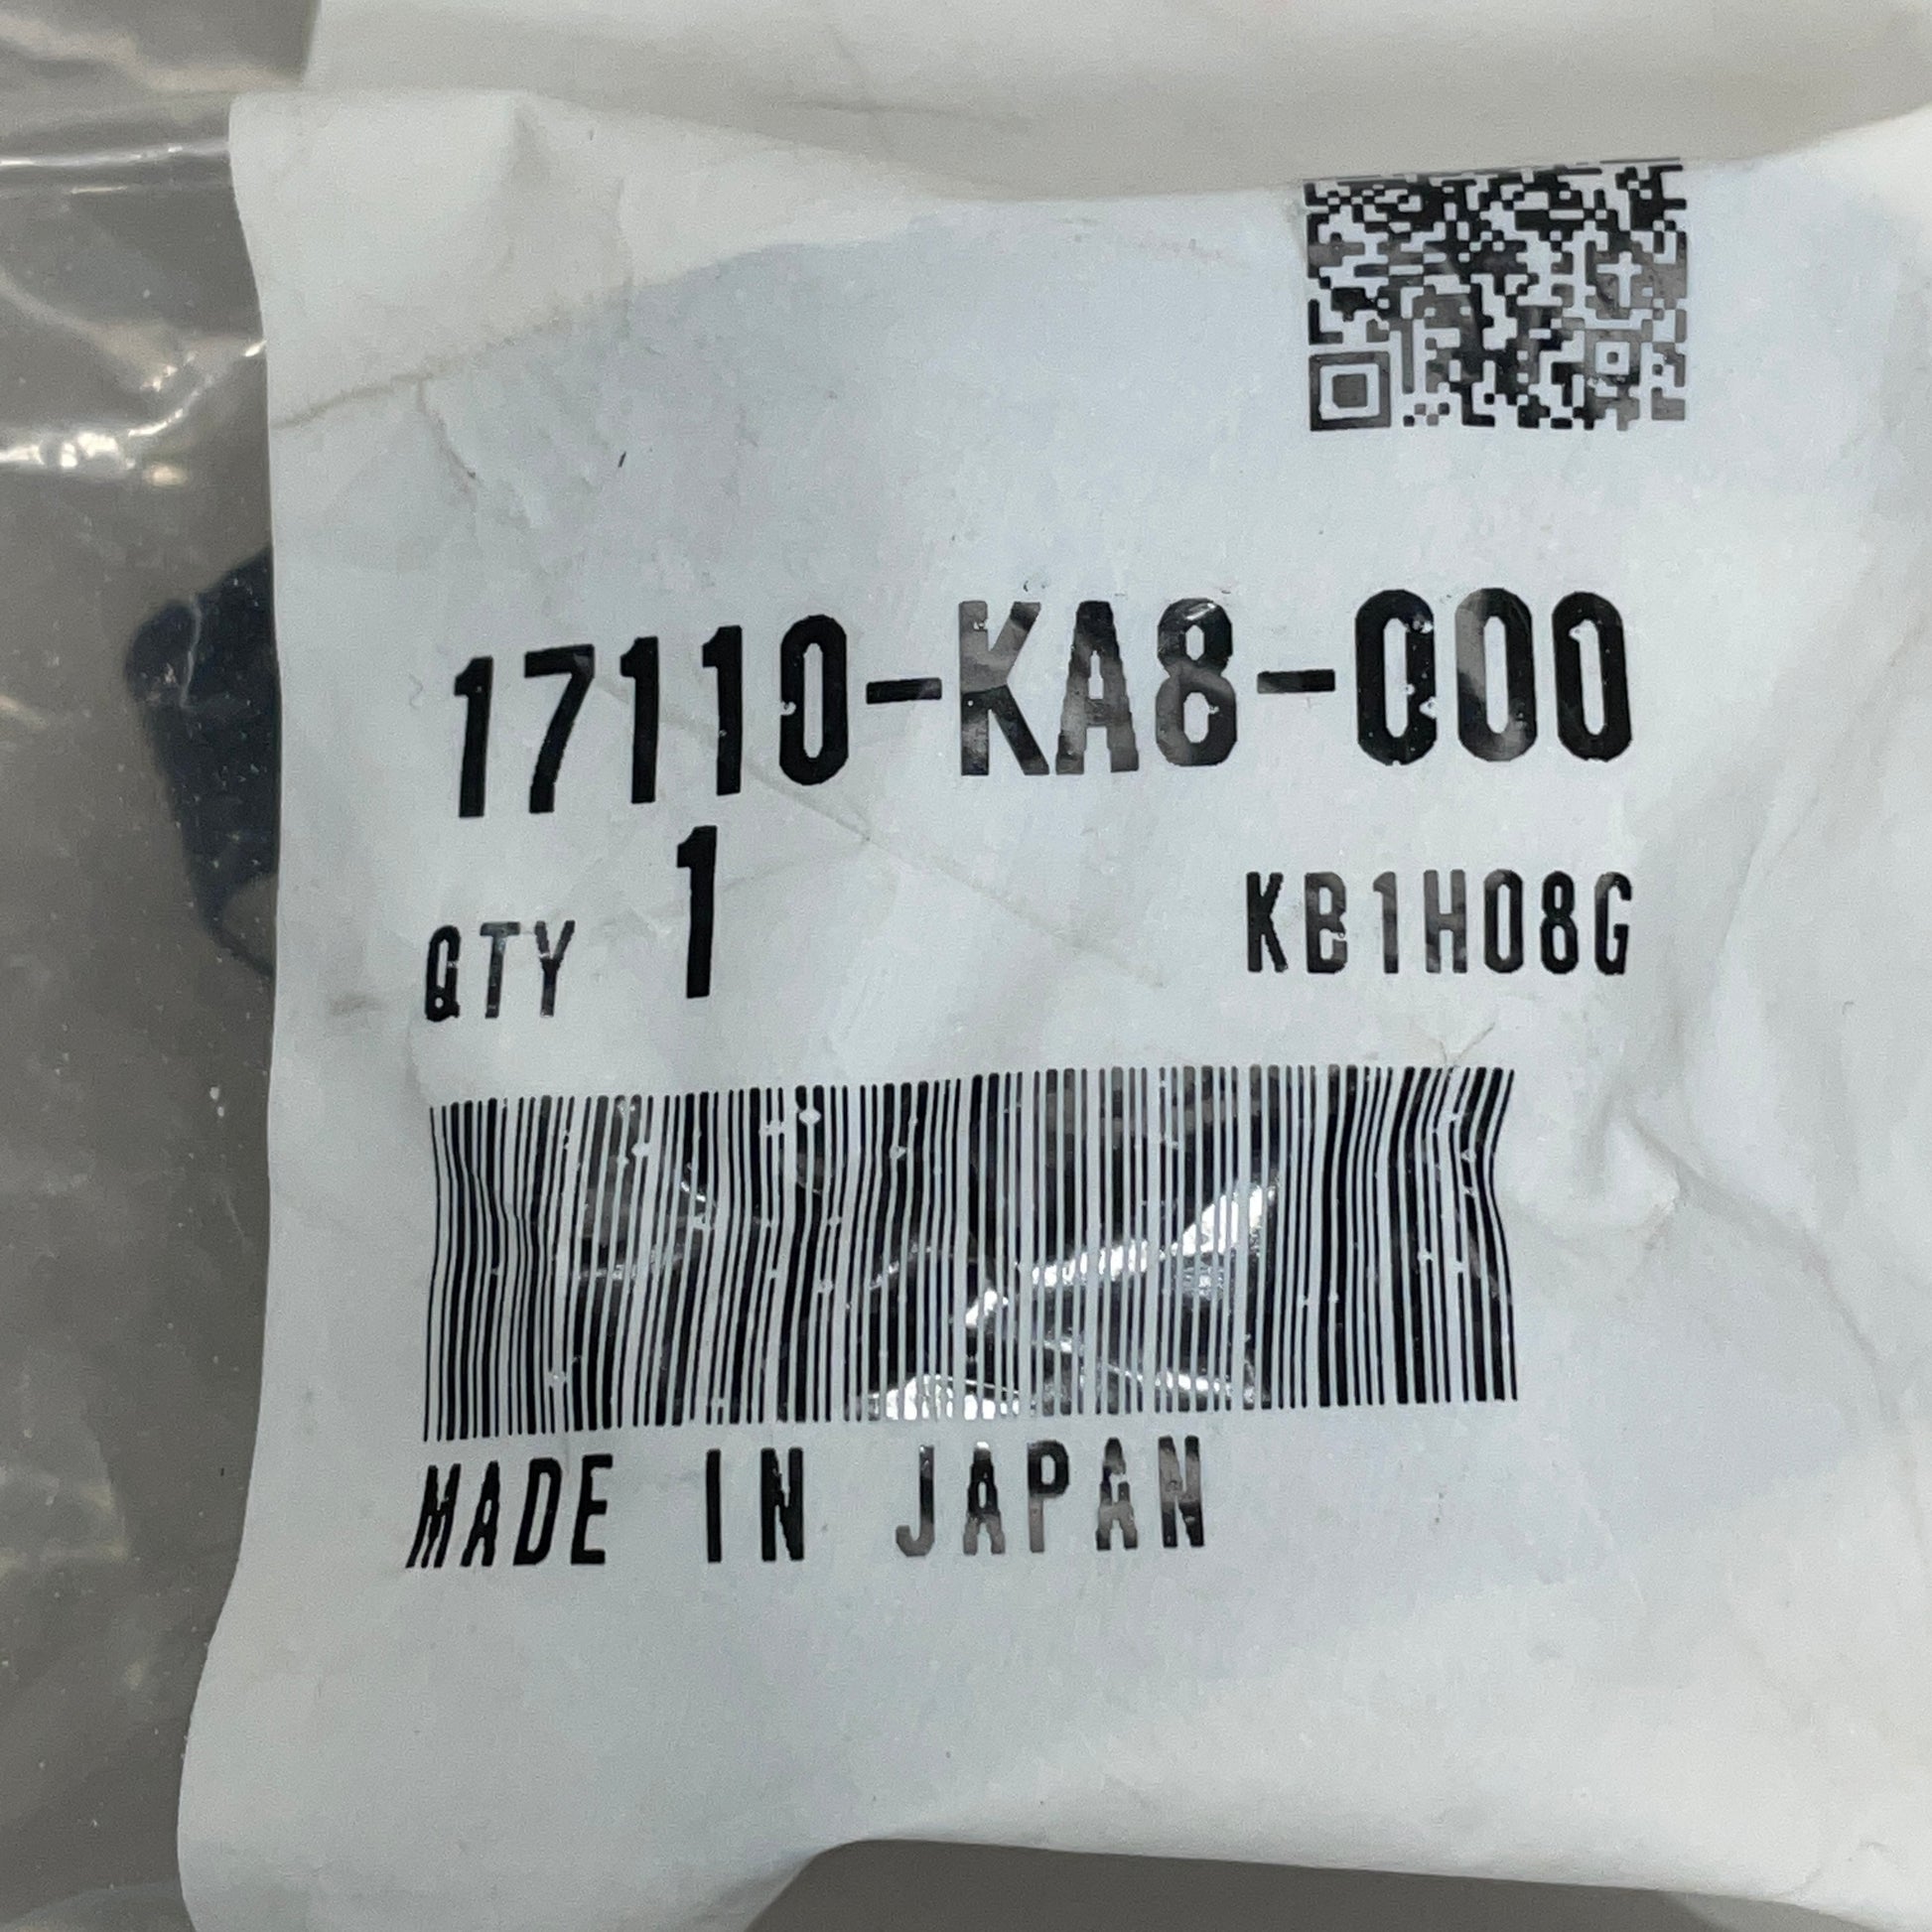 17110-KA8-000
QTY 1 KB1H08G
MADE IN JAPAN